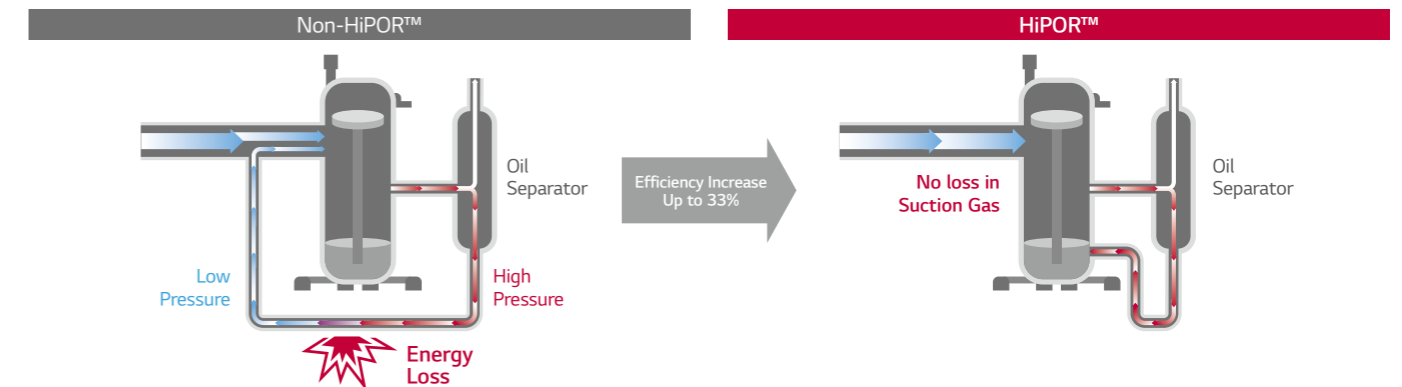 Non-HiPOR™
HiPOR™
Oil
Separator
Low
Pressure
High
Pressure
Energy
Loss
Efficiency Increase
Up to 33%
No loss in
Suction Gas
Oil
Separator